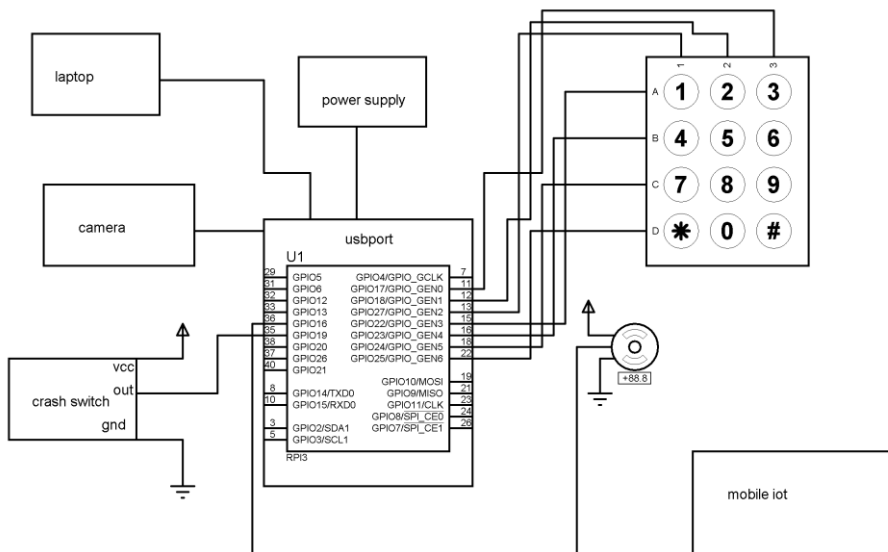 laptop
power supply
camera
usbport
U1
29 GPIO5
31 GPIO6
32 GPIO12
33 GPIO13
36 GPIO16
35 GPIO19
38 GPIO20
37 GPIO26
40 GPIO21
8 GPIO14/TXD0
10 GPIO15/RXD0
3 GPIO2/SDA1
5 GPIO3/SCL1
GPIO4/GPIO_GCLK 7
GPIO17/GPIO_GEN0 11
GPIO18/GPIO_GEN1 12
GPIO27/GPIO_GEN2 13
GPIO22/GPIO_GEN3 15
GPIO23/GPIO_GEN4 16
GPIO24/GPIO_GEN5 18
GPIO25/GPIO_GEN6 22
GPIO10/MOSI 19
GPIO9/MISO 21
GPIO11/CLK 23
GPIO8/SPI_CE0 24
GPIO7/SPI_CE1 26
RPI3
vcc
out
crash switch
gnd
1 2 3
A 1 2 3
B 4 5 6
C 7 8 9
D * 0 #
+88.8
mobile iot